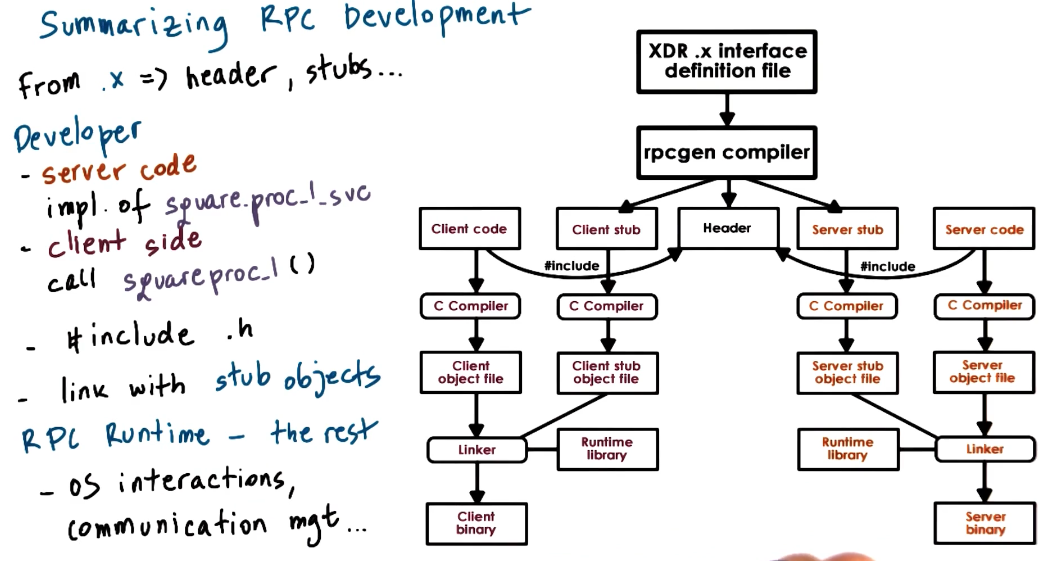 Summarizing RPC Development
From .x => header, stubs...
Developer
- server code
impl. of square.proc_1_svc
- client side
call squareproc_1 ()
- #include .h
- link with stub objects
RPC Runtime - the rest
- OS interactions,
communication mgt...
XDR .x interface
definition file
rpcgen compiler
Client code
Client stub
Header
Server stub
Server code
#include
#include
C Compiler
C Compiler
C Compiler
C Compiler
Client
object file
Client stub
object file
Server stub
object file
Server
object file
Linker
Runtime
library
Runtime
library
Linker
Client
binary
Server
binary